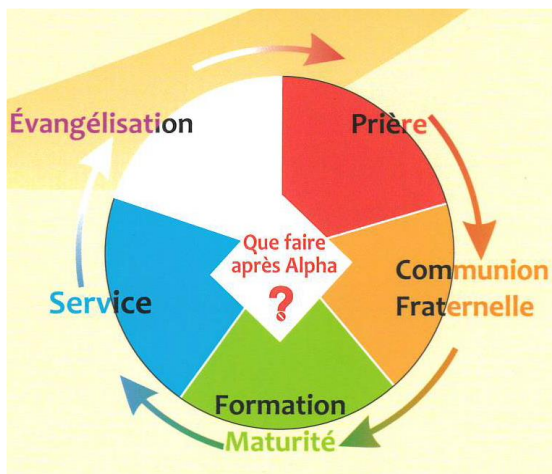 Évangélisation
Prière
Que faire
après Alpha
?
Communion
Fraternelle
Service
Formation
Maturité